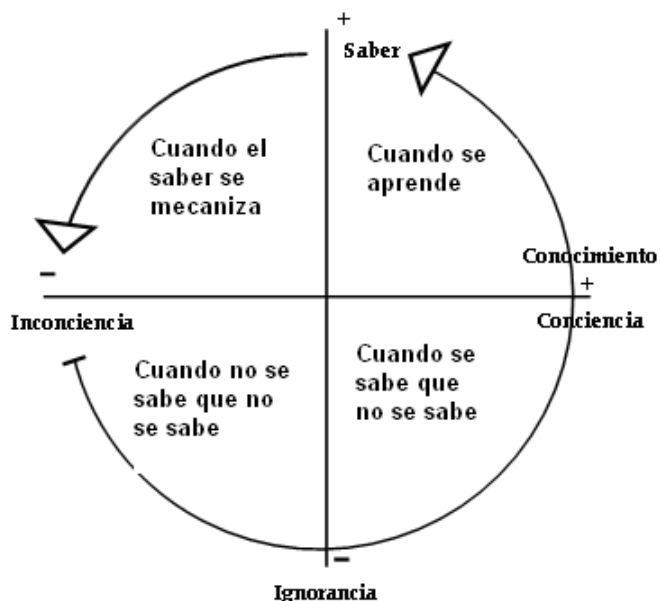 +
Saber
Cuando el
saber se
mecaniza
Cuando se
aprende
Conocimiento
–
+
Inconciencia
Conciencia
Cuando no se
sabe que no
se sabe
Cuando se
sabe que
no se sabe
–
Ignorancia